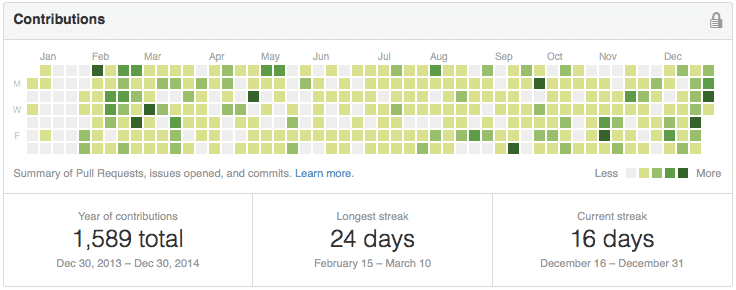 Contributions
Jan Feb Mar Apr May Jun Jul Aug Sep Oct Nov Dec
M
W
F
Summary of Pull Requests, issues opened, and commits. Learn more.
Less More
Year of contributions
1,589 total
Dec 30, 2013 – Dec 30, 2014
Longest streak
24 days
February 15 – March 10
Current streak
16 days
December 16 – December 31